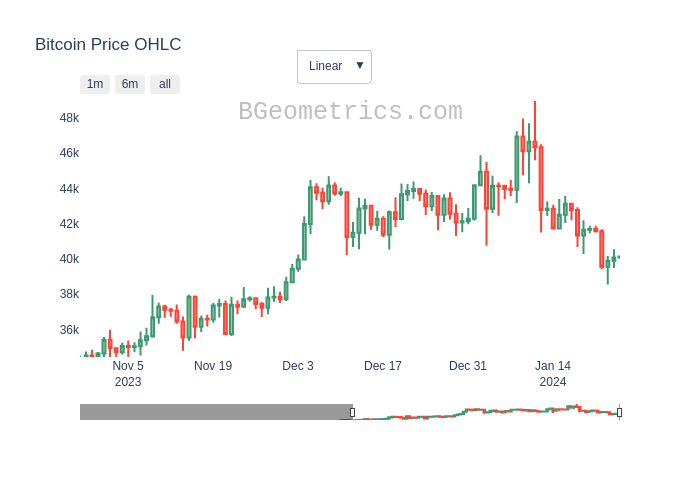 Bitcoin Price OHLC
Linear ▼
1m 6m all
BGeometrics.com
48k
46k
44k
42k
40k
38k
36k
Nov 5 Nov 19 Dec 3 Dec 17 Dec 31 Jan 14
2023 2024